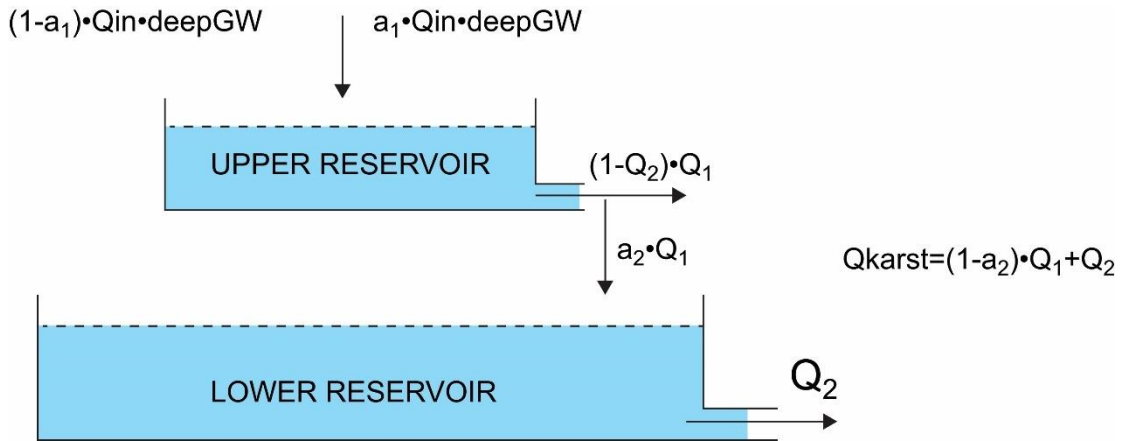 (1-a₁)•Qin•deepGW
a₁•Qin•deepGW
UPPER RESERVOIR
(1-Q₂)•Q₁
a₂•Q₁
Qkarst=(1-a₂)•Q₁+Q₂
LOWER RESERVOIR
Q₂